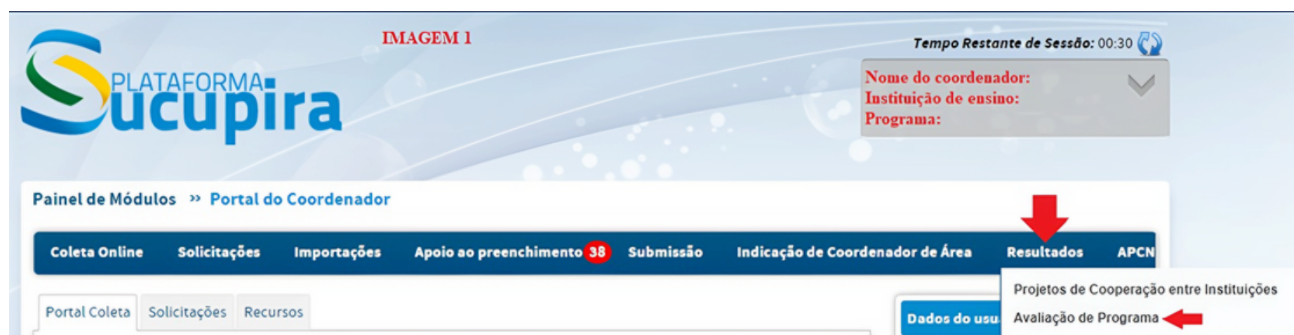 IMAGEM 1
Tempo Restante de Sessão: 00:30
PLATAFORMA
Sucupira
Nome do coordenador:
Instituição de ensino:
Programa:
Painel de Módulos » Portal do Coordenador
Coleta Online Solicitações Importações Apoio ao preenchimento 38 Submissão Indicação de Coordenador de Área Resultados APCN
Projetos de Cooperação entre Instituições
Portal Coleta Solicitações Recursos
Dados do usu
Avaliação de Programa